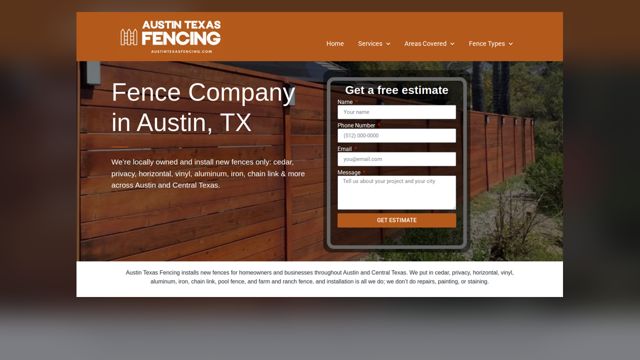 AUSTIN TEXAS
FENCING
AUSTINTEXASFENCING.COM
Home Services Areas Covered Fence Types
Fence Company
in Austin, TX
We're locally owned and install new fences only: cedar,
privacy, horizontal, vinyl, aluminum, iron, chain link & more
across Austin and Central Texas.
Get a free estimate
Name *
Your name
Phone Number *
(512) 000-0000
Email *
you@email.com
Message *
Tell us about your project and your city
GET ESTIMATE
Austin Texas Fencing installs new fences for homeowners and businesses throughout Austin and Central Texas. We put in cedar, privacy, horizontal, vinyl,
aluminum, iron, chain link, pool fence, and farm and ranch fence, and installation is all we do; we don't do repairs, painting, or staining.